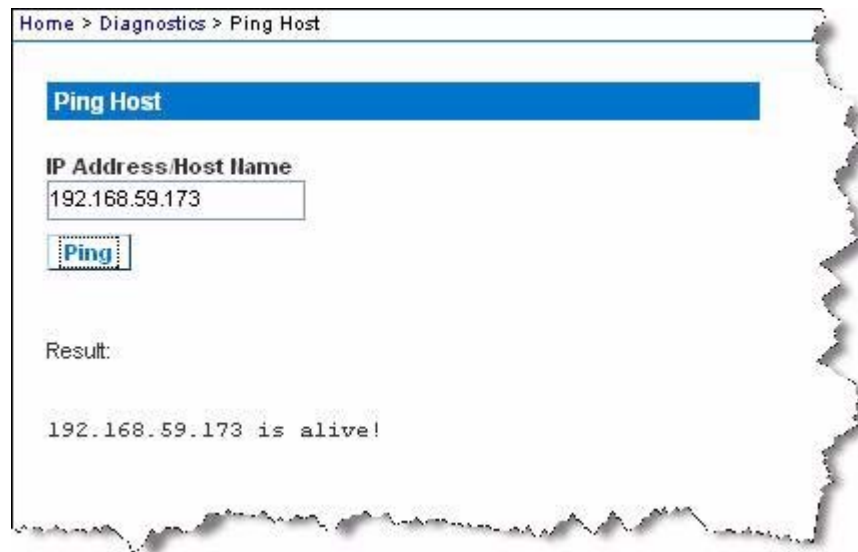 Home > Diagnostics > Ping Host
Ping Host
IP Address/Host Name
192.168.59.173
Ping
Result:
192.168.59.173 is alive!